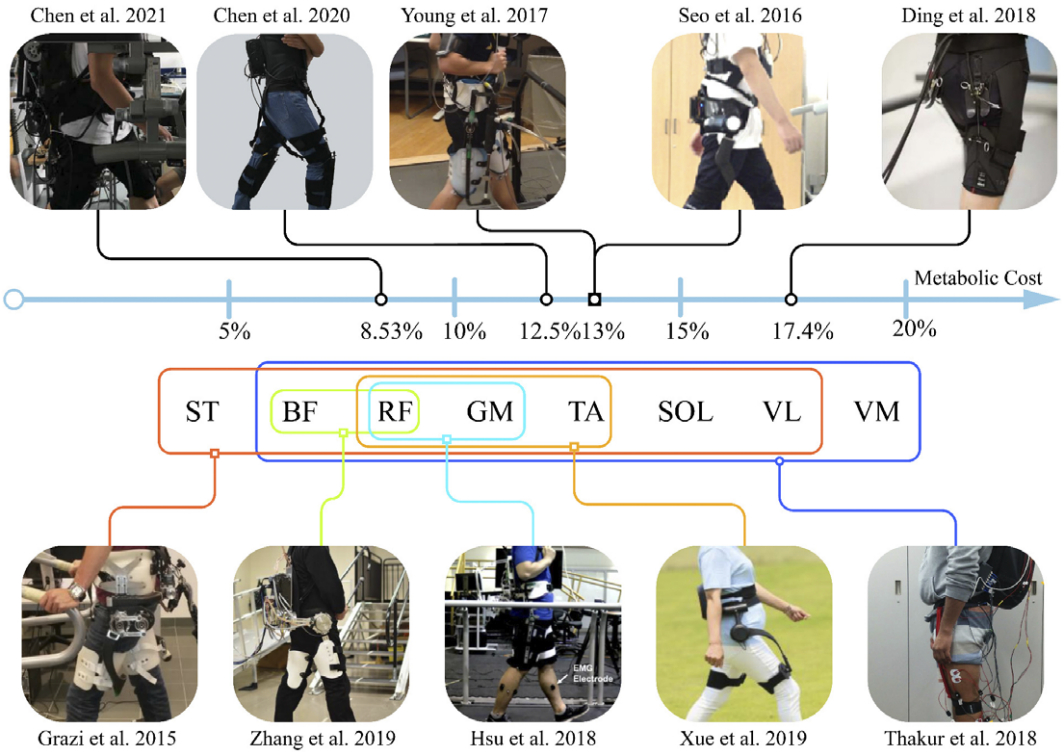 Chen et al. 2021 Chen et al. 2020 Young et al. 2017 Seo et al. 2016 Ding et al. 2018
Metabolic Cost
5% 8.53% 10% 12.5% 13% 15% 17.4% 20%
ST BF RF GM TA SOL VL VM
EMG
Electrode
Grazi et al. 2015 Zhang et al. 2019 Hsu et al. 2018 Xue et al. 2019 Thakur et al. 2018